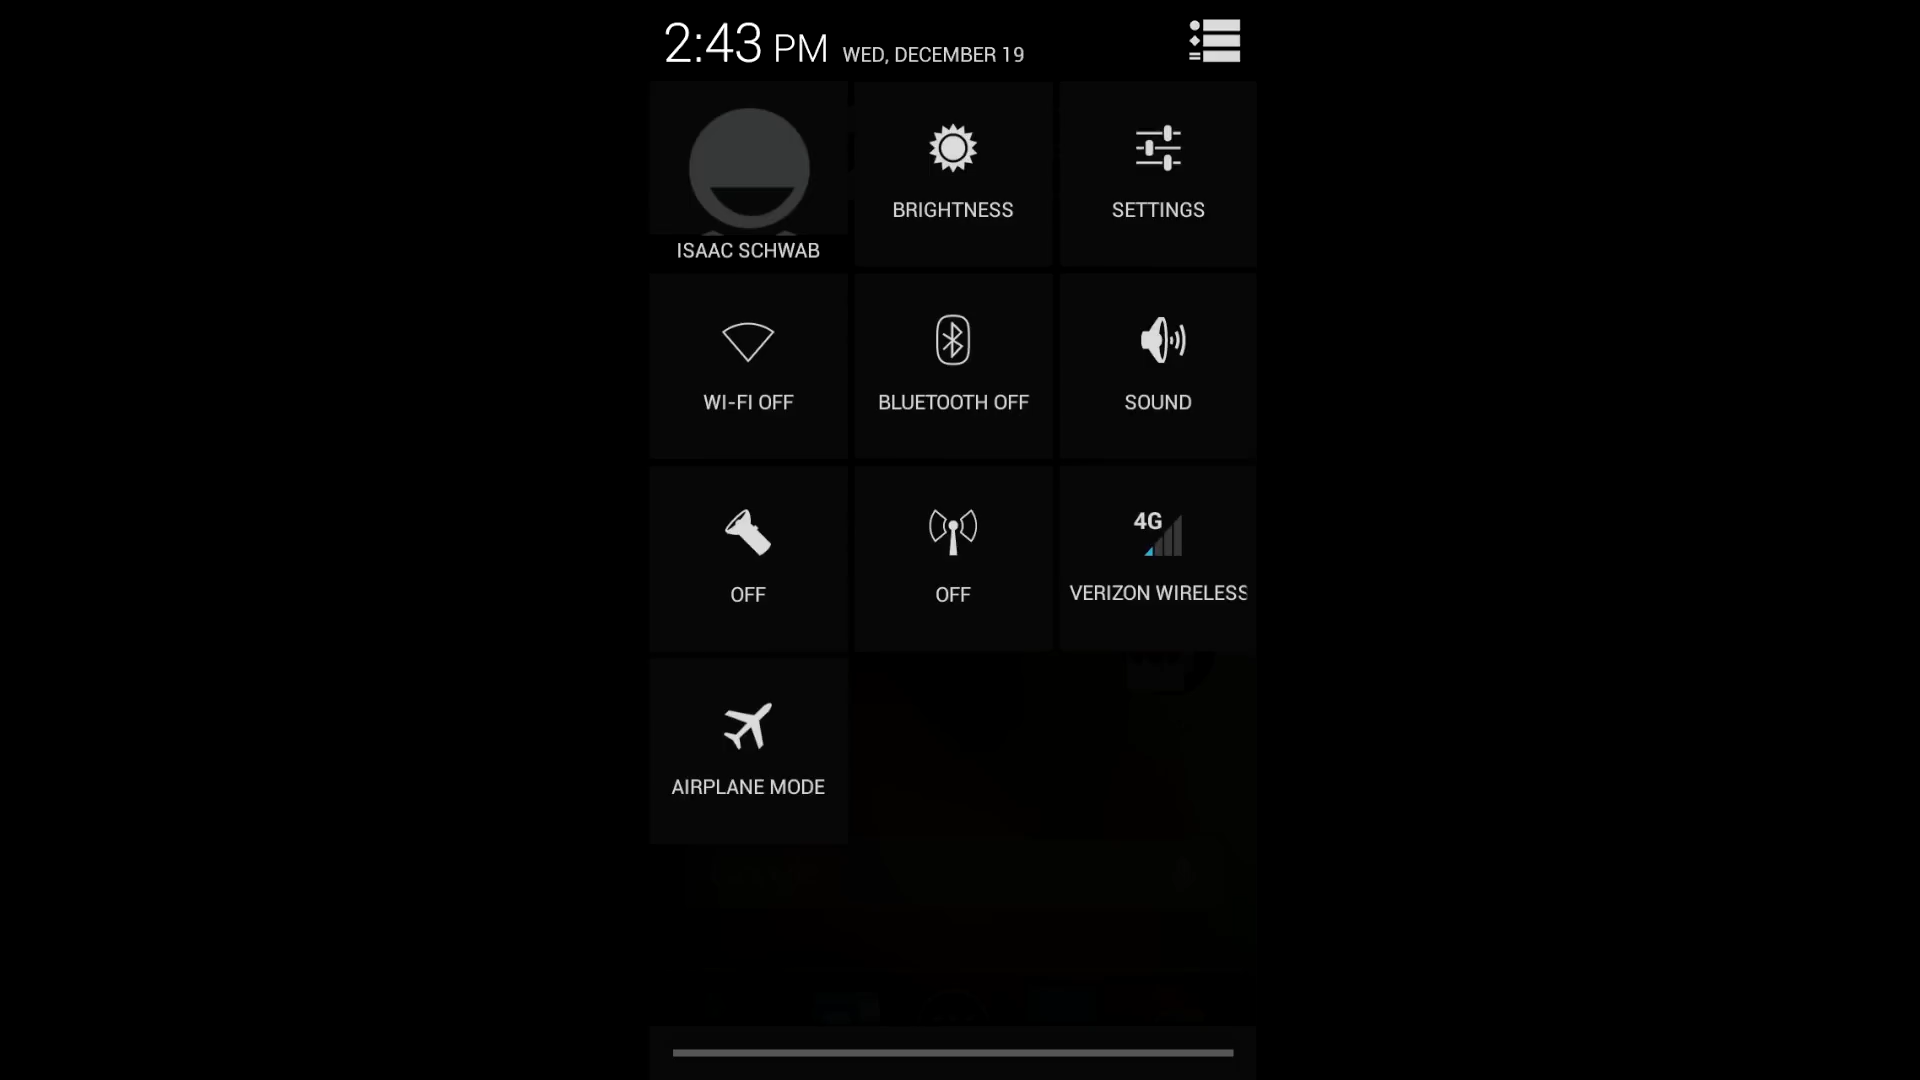 2:43 PM WED, DECEMBER 19
ISAAC SCHWAB
BRIGHTNESS
SETTINGS
WI-FI OFF
BLUETOOTH OFF
SOUND
OFF
OFF
4G
VERIZON WIRELESS
AIRPLANE MODE